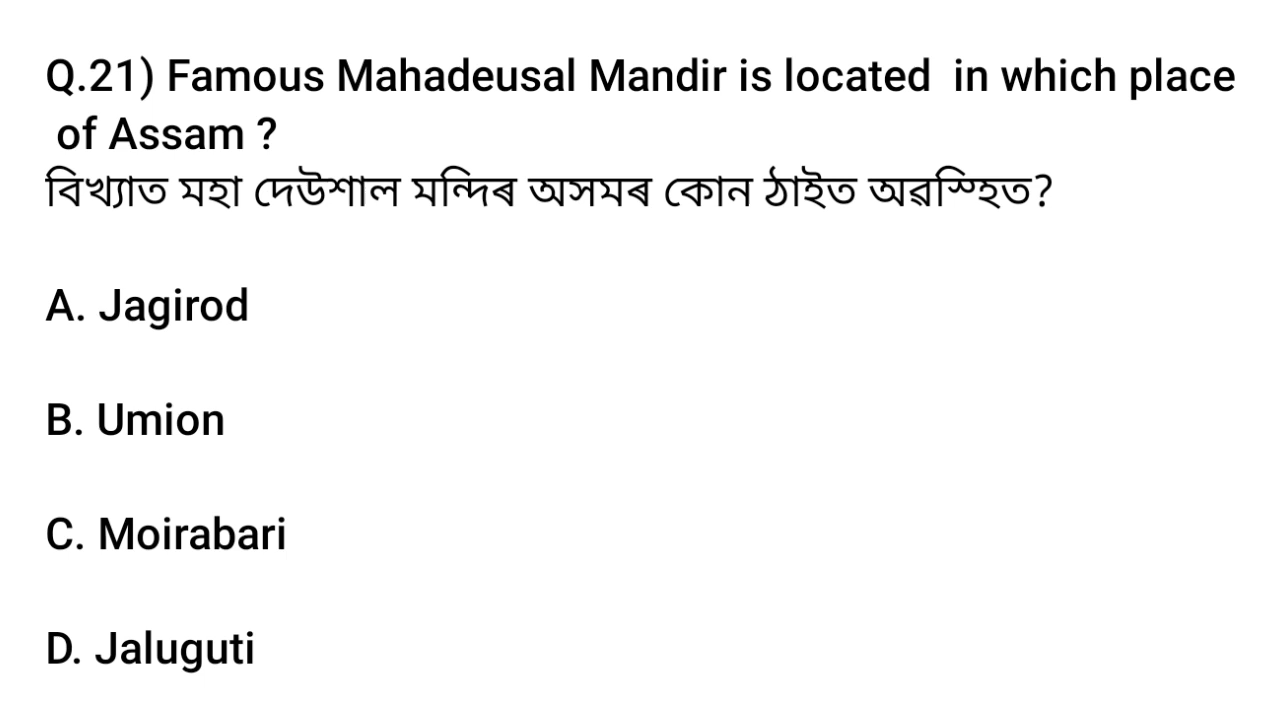 Q.21) Famous Mahadeusal Mandir is located in which place
of Assam ?
বিখ্যাত মহা দেউশাল মন্দিৰ অসমৰ কোন ঠাইত অৱস্হিত?
A. Jagirod
B. Umion
C. Moirabari
D. Jaluguti